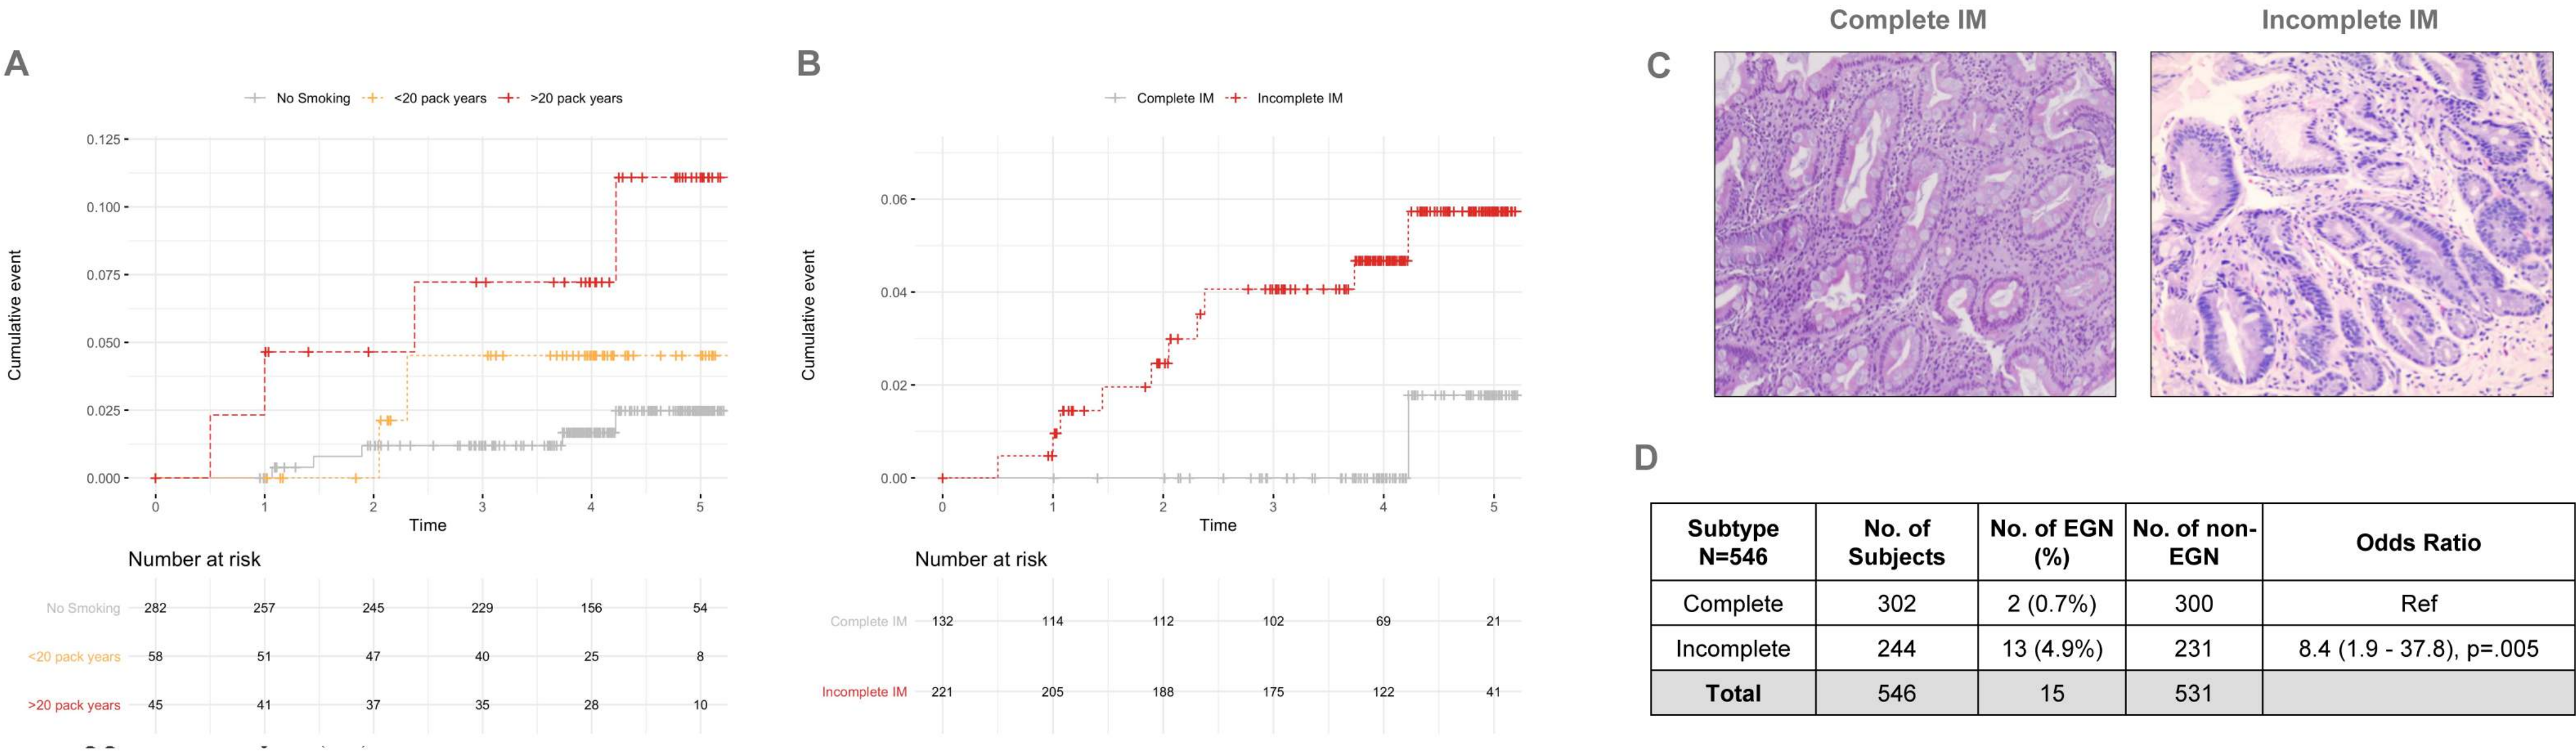 A
No Smoking <20 pack years >20 pack years
Cumulative event
0.125
0.100
0.075
0.050
0.025
0.000
0 1 2 3 4 5
Time
Number at risk
No Smoking 282 257 245 229 156 54
<20 pack years 58 51 47 40 25 8
>20 pack years 45 41 37 35 28 10
B
Complete IM Incomplete IM
Cumulative event
0.06
0.04
0.02
0.00
0 1 2 3 4 5
Time
Number at risk
Complete IM 132 114 112 102 69 21
Incomplete IM 221 205 188 175 122 41
C
Complete IM Incomplete IM
D
Subtype N=546 No. of Subjects No. of EGN (%) No. of non-EGN Odds Ratio
Complete 302 2 (0.7%) 300 Ref
Incomplete 244 13 (4.9%) 231 8.4 (1.9 - 37.8), p=.005
Total 546 15 531